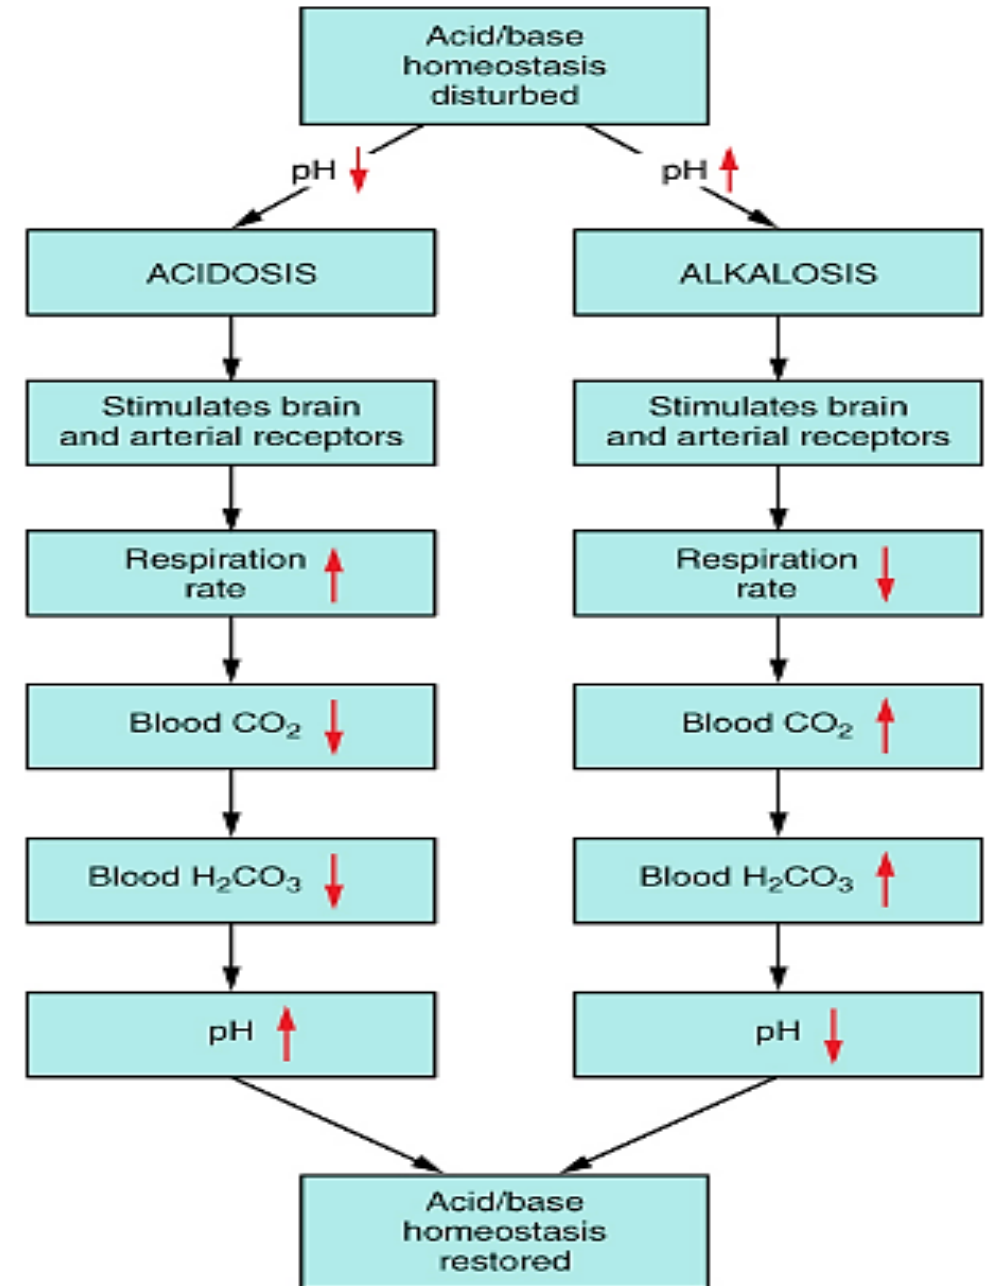 Acid/base
homeostasis
disturbed
pH
pH
ACIDOSIS
ALKALOSIS
Stimulates brain
and arterial receptors
Stimulates brain
and arterial receptors
Respiration
rate
Respiration
rate
Blood CO₂
Blood CO₂
Blood H₂CO₃
Blood H₂CO₃
pH
pH
Acid/base
homeostasis
restored